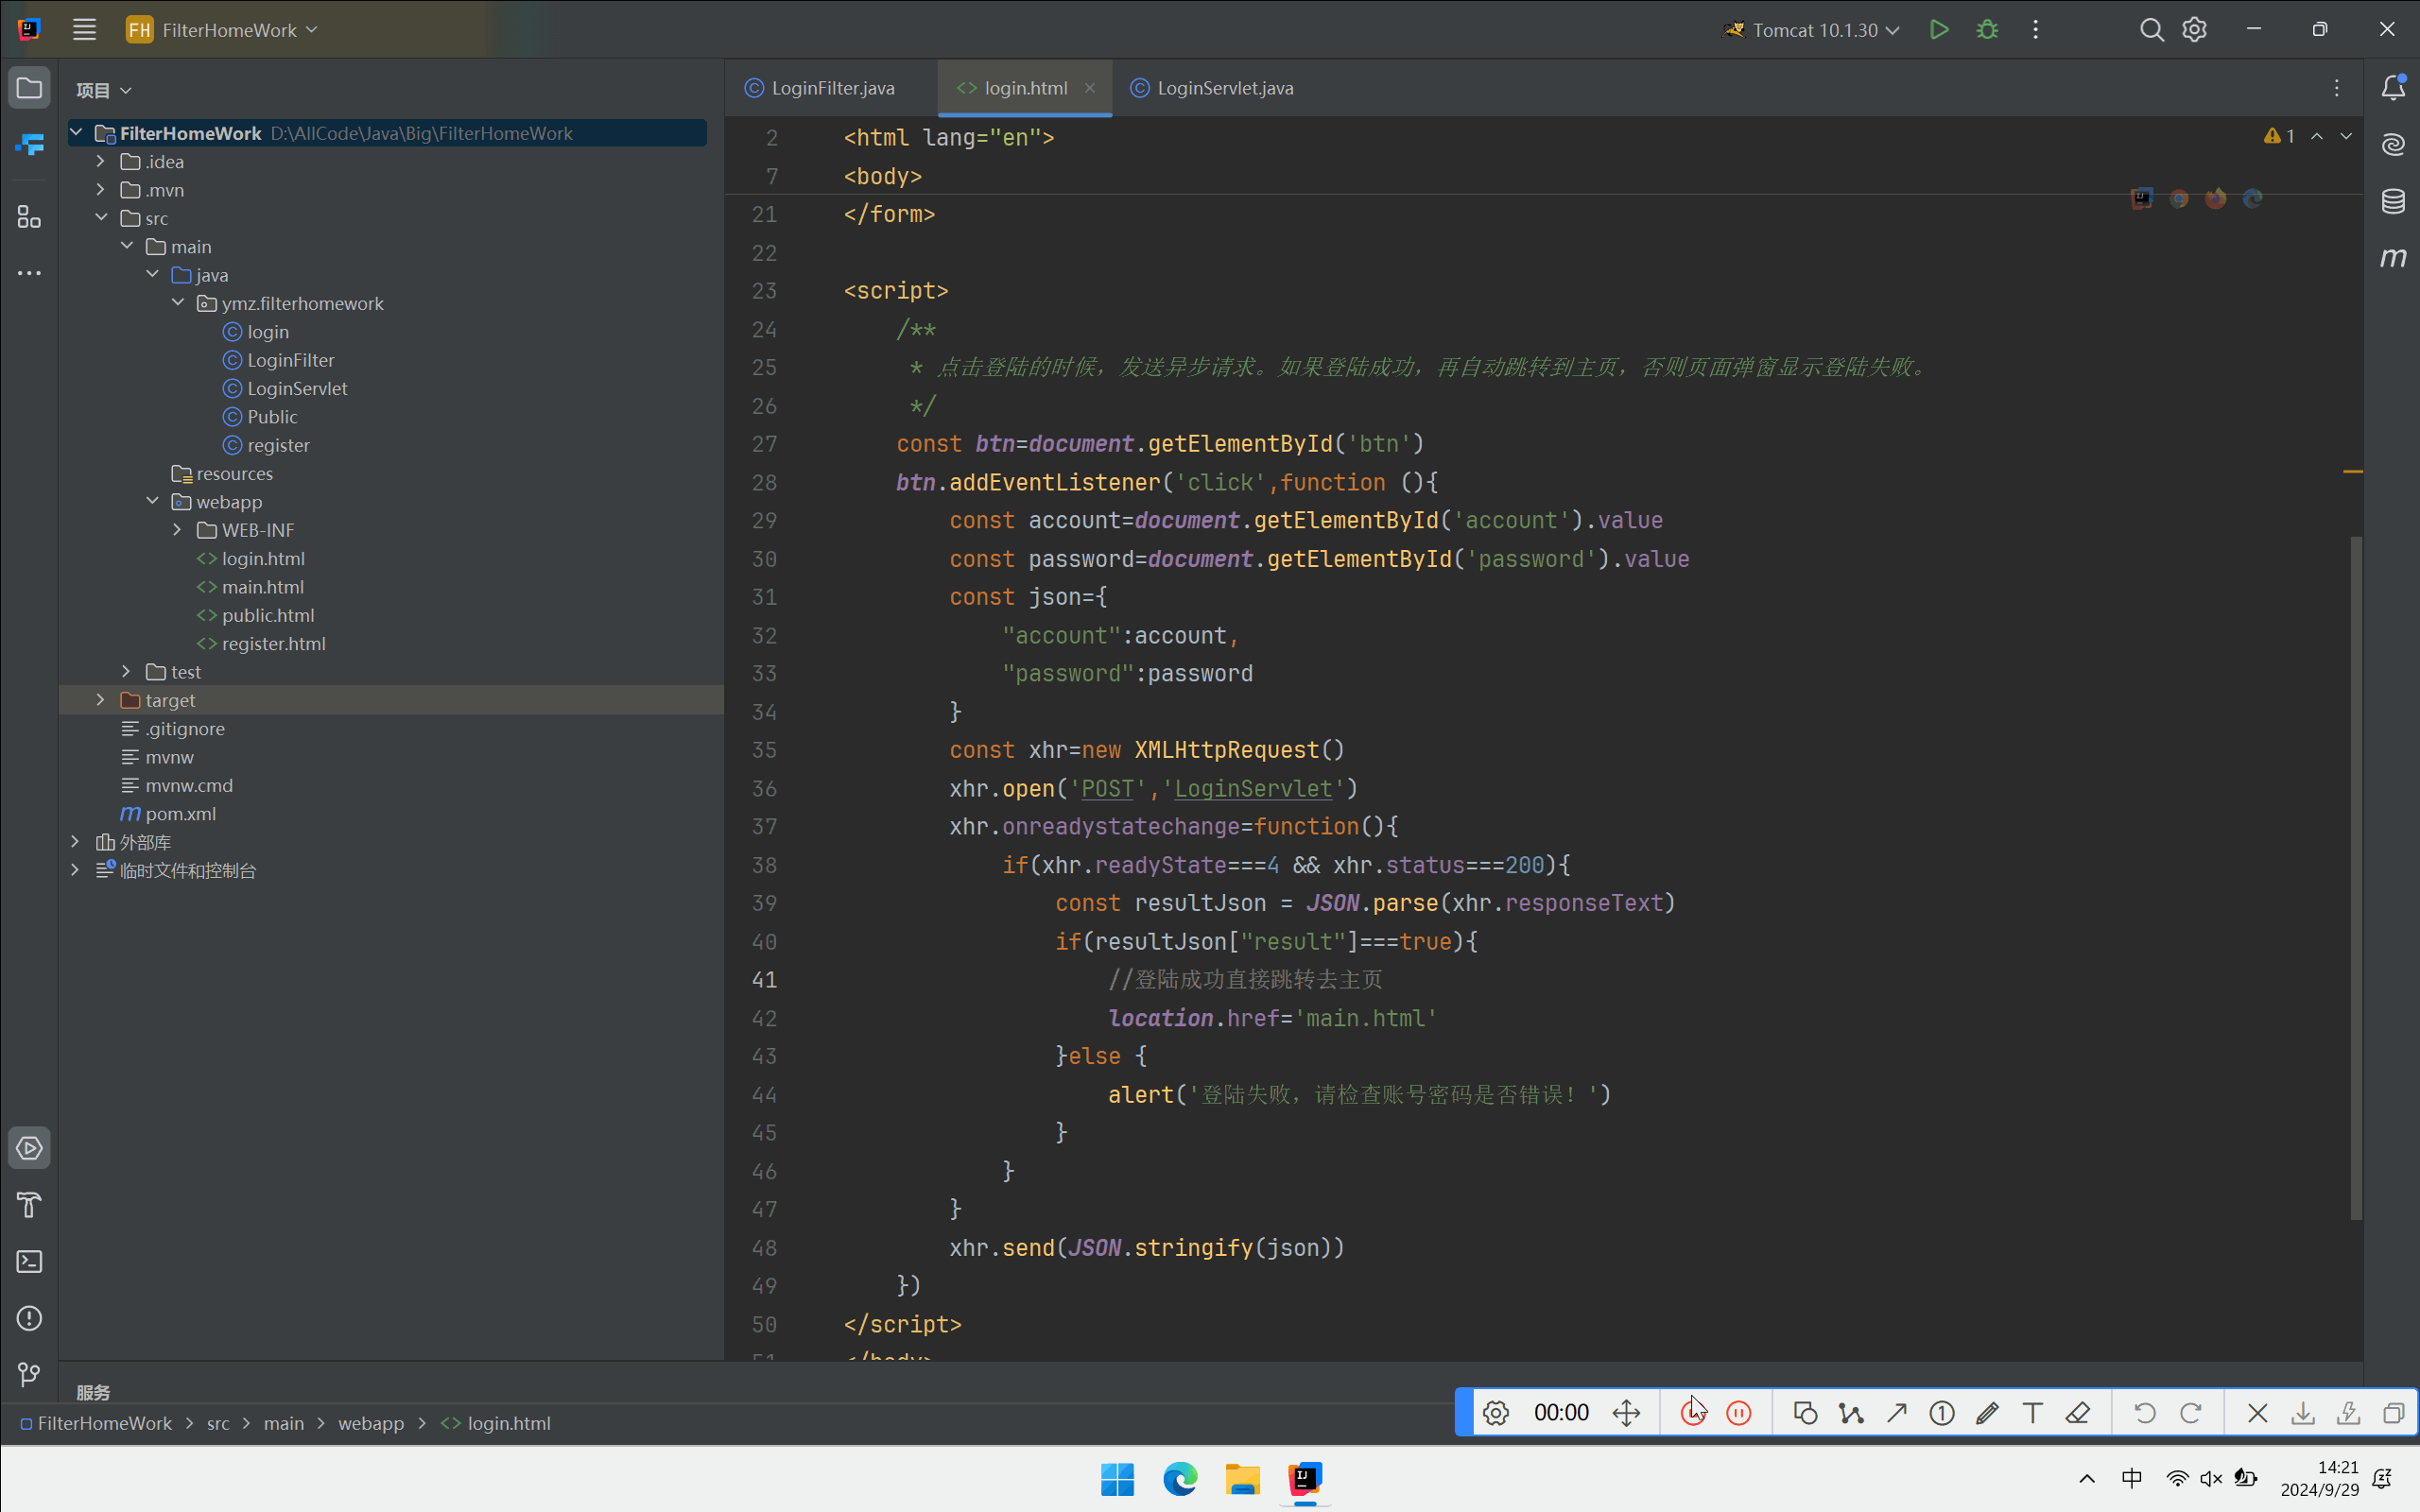 FH FilterHomeWork
Tomcat 10.1.30
项目
FilterHomeWork D:\AllCode\Java\Big\FilterHomeWork
.idea
.mvn
src
main
java
ymz.filterhomework
login
LoginFilter
LoginServlet
Public
register
resources
webapp
WEB-INF
login.html
main.html
public.html
register.html
test
target
.gitignore
mvnw
mvnw.cmd
pom.xml
外部库
临时文件和控制台
LoginFilter.java login.html LoginServlet.java
1
2 <html lang="en">
7 <body>
21 </form>
22
23 <script>
24 /**
25 * 点击登陆的时候，发送异步请求。如果登陆成功，再自动跳转到主页，否则页面弹窗显示登陆失败。
26 */
27 const btn=document.getElementById('btn')
28 btn.addEventListener('click',function (){
29 const account=document.getElementById('account').value
30 const password=document.getElementById('password').value
31 const json={
32 "account":account,
33 "password":password
34 }
35 const xhr=new XMLHttpRequest()
36 xhr.open('POST','LoginServlet')
37 xhr.onreadystatechange=function(){
38 if(xhr.readyState===4 && xhr.status===200){
39 const resultJson = JSON.parse(xhr.responseText)
40 if(resultJson["result"]===true){
41 //登陆成功直接跳转去主页
42 location.href='main.html'
43 }else {
44 alert('登陆失败，请检查账号密码是否错误！')
45 }
46 }
47 }
48 xhr.send(JSON.stringify(json))
49 })
50 </script>
51 </body>
服务
FilterHomeWork > src > main > webapp > login.html
00:00
中
14:21
2024/9/29